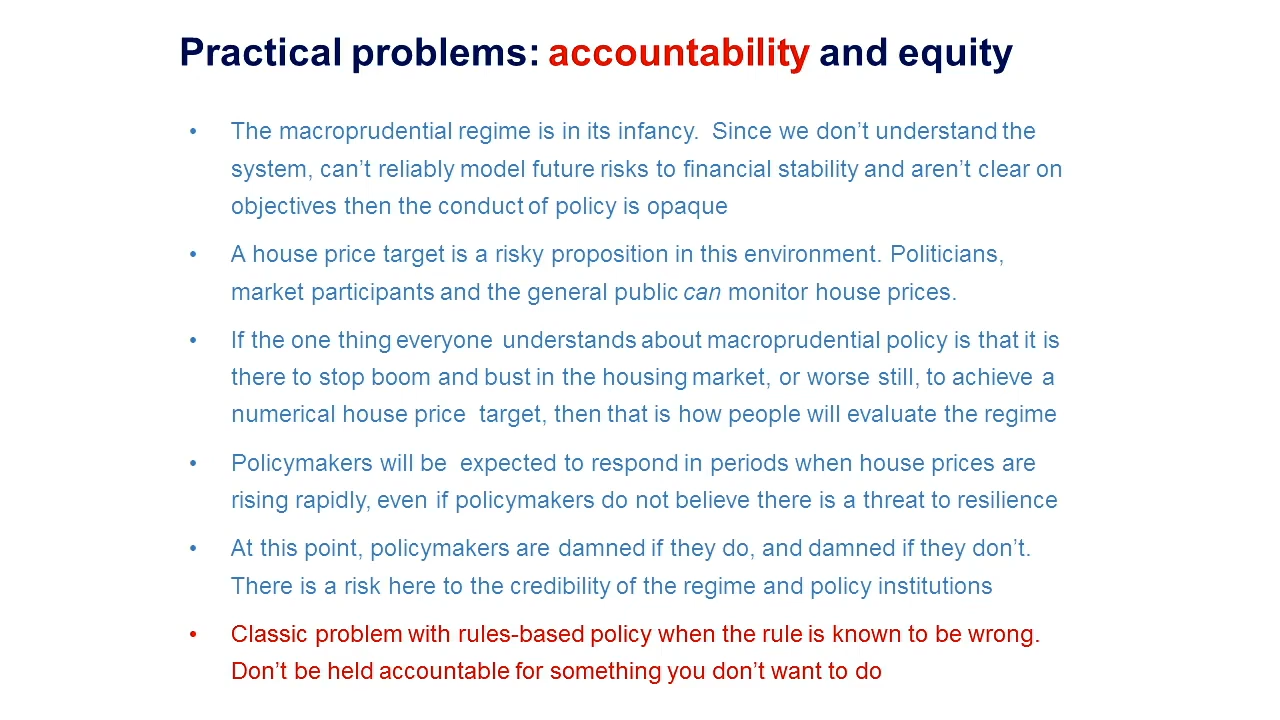 Practical problems: accountability and equity
• The macroprudential regime is in its infancy.  Since we don’t understand the
system, can’t reliably model future risks to financial stability and aren’t clear on
objectives then the conduct of policy is opaque
• A house price target is a risky proposition in this environment. Politicians,
market participants and the general public can monitor house prices.
• If the one thing everyone  understands about macroprudential policy is that it is
there to stop boom and bust in the housing market, or worse still, to achieve a
numerical house price  target, then that is how people will evaluate the regime
• Policymakers will be  expected to respond in periods when house prices are
rising rapidly, even if policymakers do not believe there is a threat to resilience
• At this point, policymakers are damned if they do, and damned if they don’t.
There is a risk here to the credibility of the regime and policy institutions
• Classic problem with rules-based policy when the rule is known to be wrong.
Don’t be held accountable for something you don’t want to do